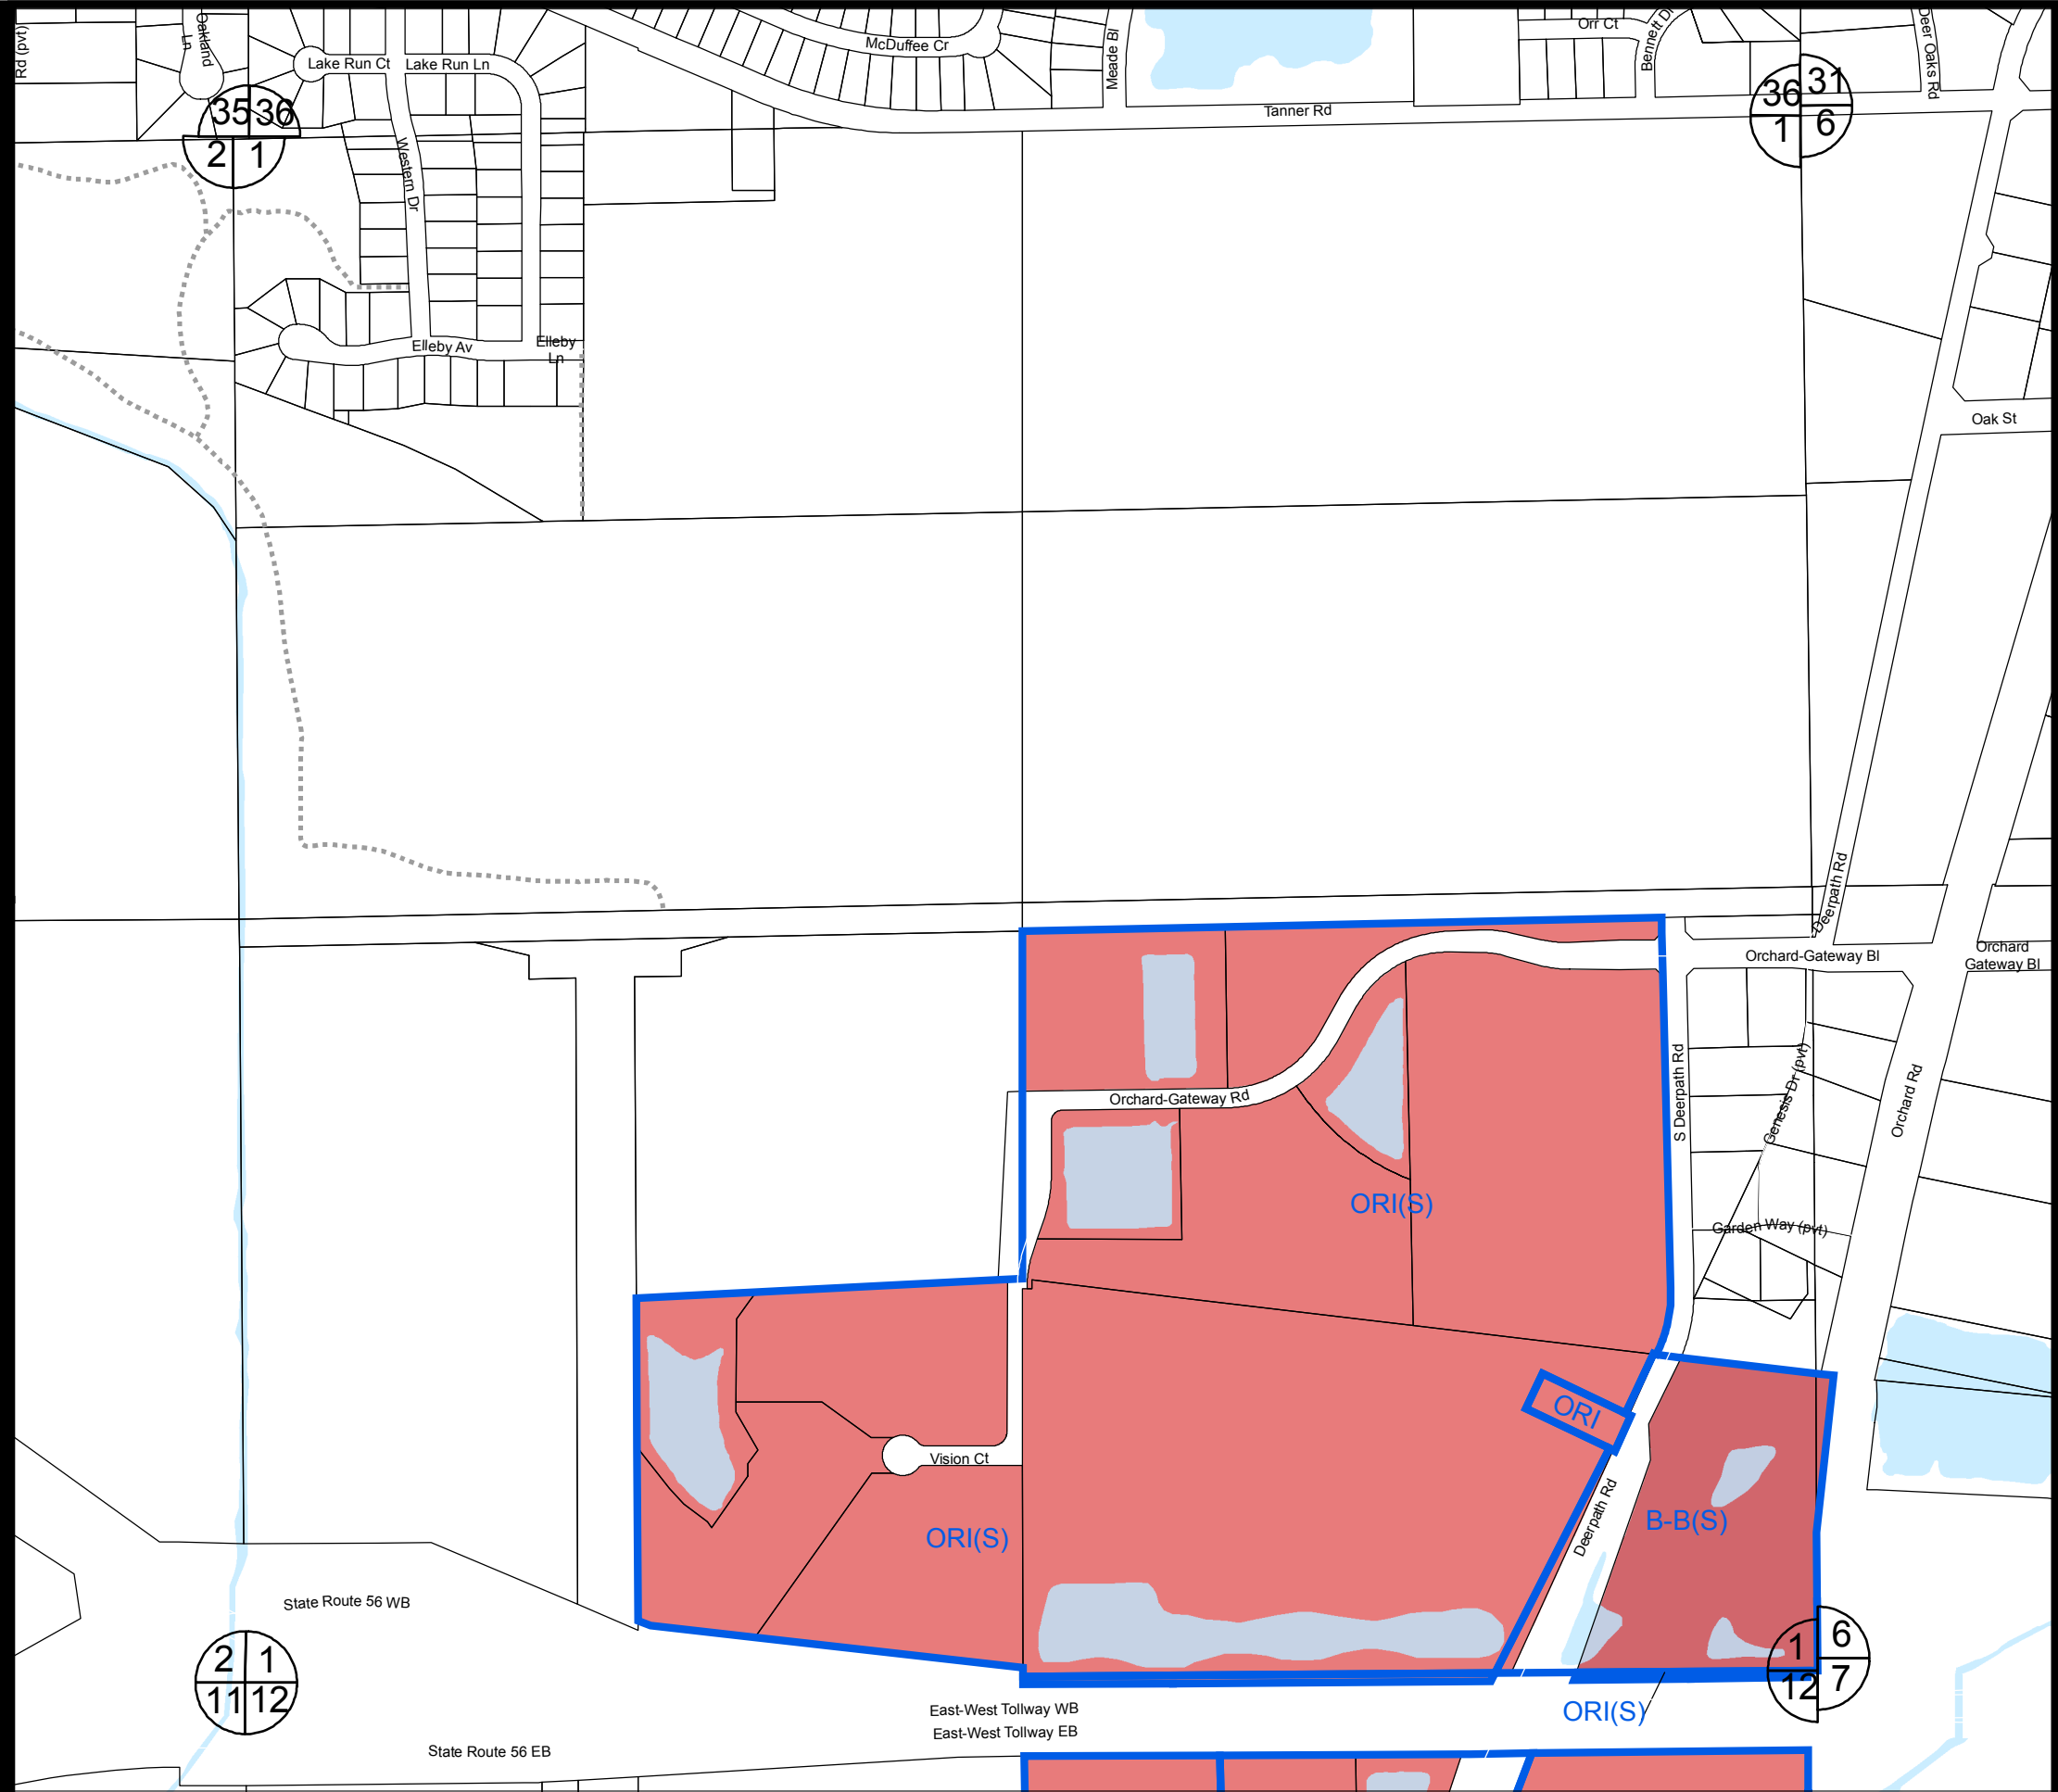 Rd (pvt)
Oakland
Ln
Lake Run Ct
Lake Run Ln
McDuffee Cr
Meade Bl
Orr Ct
Bennett Dr
Deer Oaks Rd
Tanner Rd
35 36
2 1
36 31
1 6
Western Dr
Elleby Av
Elleby
Ln
Oak St
Deerpath Rd
Orchard-Gateway Bl
Orchard
Gateway Bl
Orchard-Gateway Rd
S Deerpath Rd
Genesis Dr (pvt)
Orchard Rd
ORI(S)
Garden Way (pvt)
ORI
Vision Ct
Deerpath Rd
B-B(S)
ORI(S)
State Route 56 WB
2 1
11 12
1 6
12 7
East-West Tollway WB
ORI(S)
East-West Tollway EB
State Route 56 EB